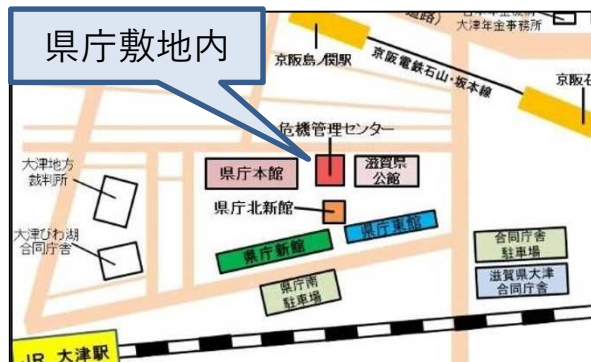 県庁敷地内
道路）
大津年金事務所
京阪島ノ関駅
京阪電鉄石山・坂本線
京阪石
危機管理センター
大津地方
裁判所
県庁本館
滋賀県
公館
県庁北新館
大津びわ湖
合同庁舎
県庁東館
県庁新館
合同庁舎
駐車場
県庁南
駐車場
滋賀県大津
合同庁舎
JR 大津駅